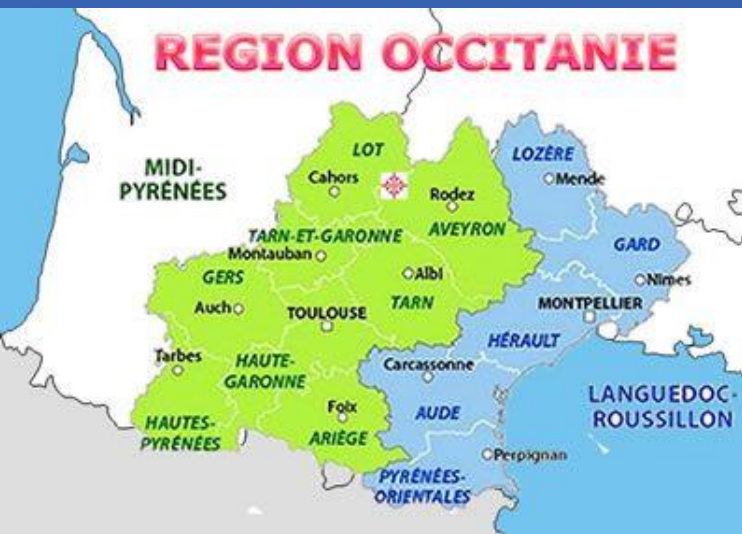 REGION OCCITANIE
MIDI-
PYRÉNÉES
LOT
Cahors
Rodez
AVEYRON
LOZÈRE
Mende
TARN-ET-GARONNE
Montauban
GARD
Nîmes
GERS
Auch
TOULOUSE
Albi
TARN
MONTPELLIER
HÉRAULT
Tarbes
HAUTE-
GARONNE
Carcassonne
HAUTES-
PYRÉNÉES
Foix
ARIÈGE
AUDE
LANGUEDOC-
ROUSSILLON
Perpignan
PYRÉNÉES-
ORIENTALES